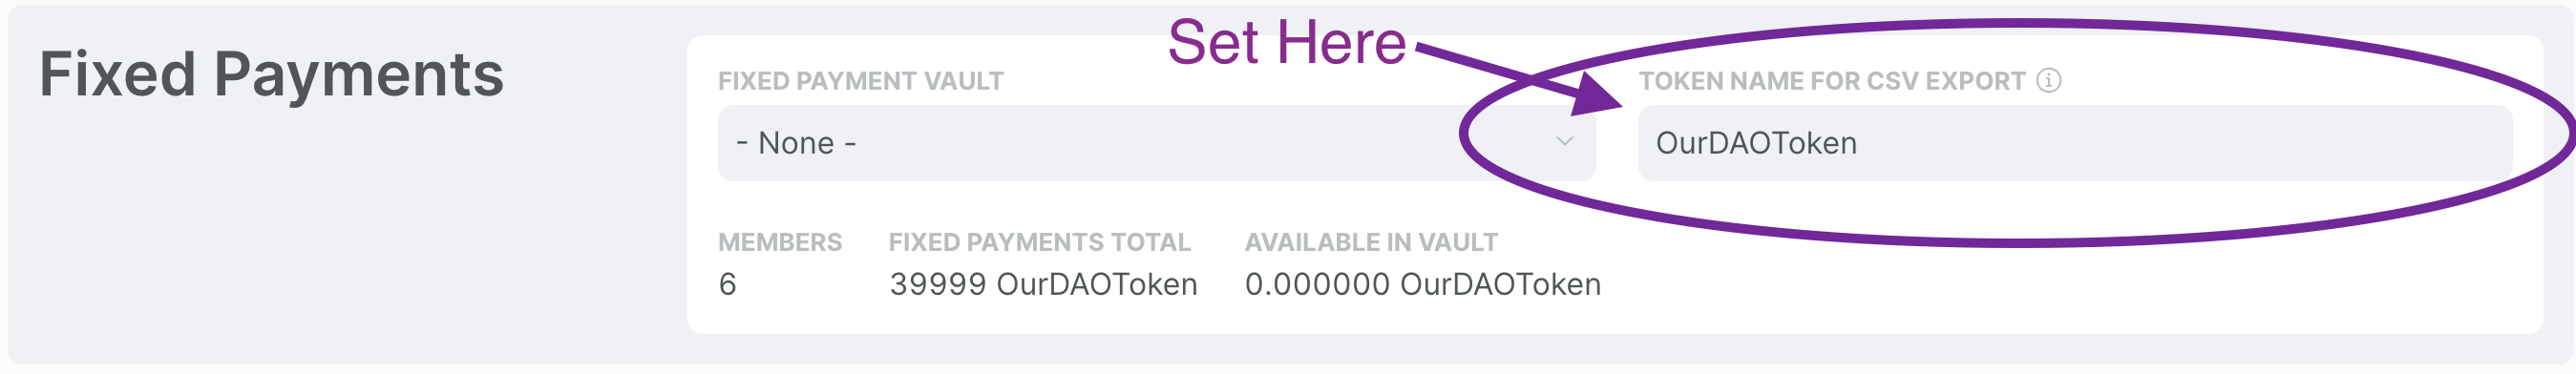 Set Here
Fixed Payments
FIXED PAYMENT VAULT
- None -
TOKEN NAME FOR CSV EXPORT
OurDAOToken
MEMBERS
6
FIXED PAYMENTS TOTAL
39999 OurDAOToken
AVAILABLE IN VAULT
0.000000 OurDAOToken